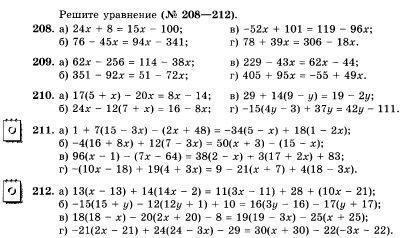 Решите уравнение (№ 208—212).
208. а) 24x + 8 = 15x − 100; в) −52x + 101 = 119 − 96x;
б) 76 − 45x = 94x − 341; г) 78 + 39x = 306 − 18x.
209. а) 62x − 256 = 114 − 38x; в) 229 − 43x = 62x − 44;
б) 351 − 92x = 51 − 72x; г) 405 + 95x = −55 + 49x.
210. а) 17(5 + x) − 20x = 8x − 14; в) 29 + 14(9 − y) = 19 − 2y;
б) 24x − 12(7 + x) = 16 − 8x; г) −15(4y − 3) + 37y = 42y − 111.
211. а) 1 + 7(15 − 3x) − (2x + 48) = −34(5 − x) + 18(1 − 2x);
б) −4(16 + 8x) + 12(7 − 3x) = 50(x + 3) − (15 − x);
в) 96(x − 1) − (7x − 64) = 38(2 − x) + 3(17 + 2x) + 83;
г) −(10x − 18) + 19(4 + 3x) = 9 − 21(x + 7) + 4(18 − 3x).
212. а) 13(x − 13) + 14(14x − 2) = 11(3x − 11) + 28 + (10x − 21);
б) −15(15 + y) − 12(12y + 1) + 10 = 16(3y − 16) − 17(y + 17);
в) 18(18 − x) − 20(2x + 20) − 8 = 19(19 − 3x) − 25(x + 25);
г) −21(2x − 21) + 24(24 − 3x) − 29 = 30(x + 30) − 22(−3x − 22).